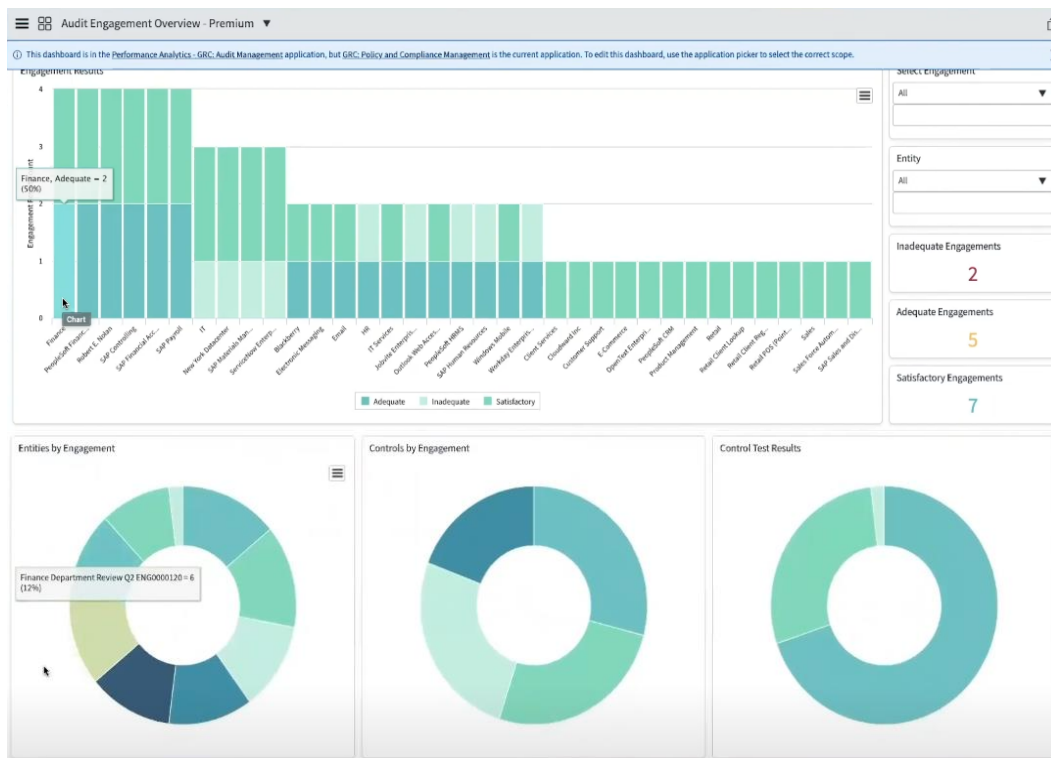 Audit Engagement Overview - Premium ▼
This dashboard is in the Performance Analytics - GRC: Audit Management application, but GRC: Policy and Compliance Management is the current application. To edit this dashboard, use the application picker to select the correct scope.
Engagement Results
4
3
2
1
0
Finance, Adequate = 2
(50%)
Chart
Finance
PeopleSoft Financ...
Robert E. Nolan
SAP Controlling
SAP Financial Acc...
SAP Payroll
IT
New York Datacenter
SAP Materials Man...
ServiceNow Enterp...
Blackberry
Electronic Messaging
Email
HR
IT Services
Jobvite Enterpris...
Outlook Web Acces...
PeopleSoft HRMS
SAP Human Resources
Windows Mobile
Workday Enterpris...
Client Services
Cloudward Inc
Customer Support
E-Commerce
OpenText Enterpri...
PeopleSoft CRM
Product Management
Retail
Retail Client Lookup
Retail Client Reg...
Retail POS (Point...
Sales
Sales Force Autom...
SAP Sales and Dis...
Adequate
Inadequate
Satisfactory
Select Engagement
All
Entity
All
Inadequate Engagements
2
Adequate Engagements
5
Satisfactory Engagements
7
Entities by Engagement
Finance Department Review Q2 ENG0000120 = 6
(12%)
Controls by Engagement
Control Test Results